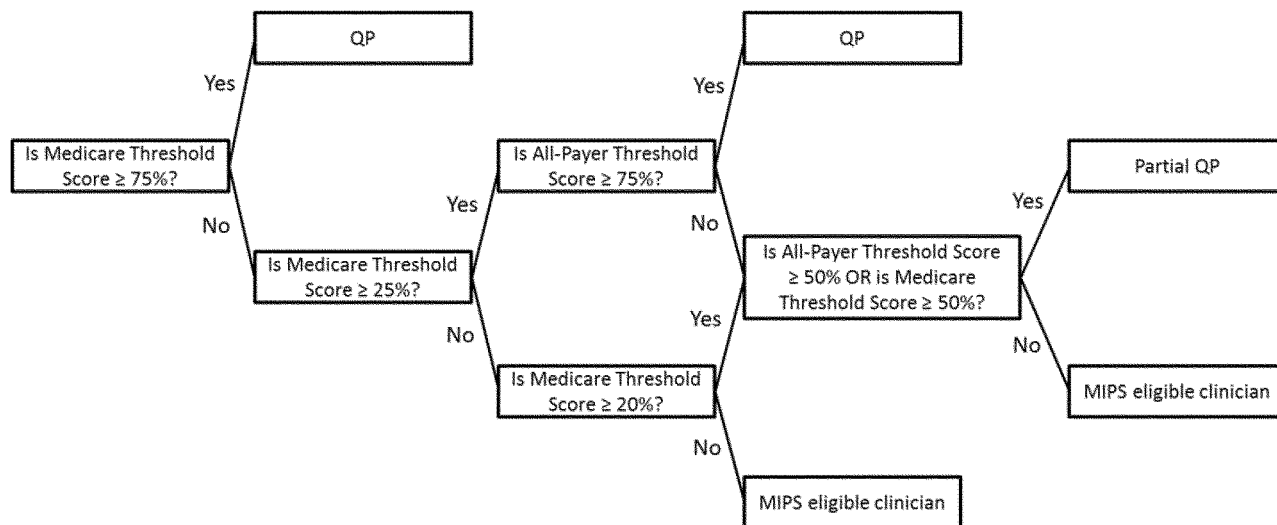 QP
QP
Yes
Yes
Is Medicare Threshold
Score ≥ 75%?
Is All-Payer Threshold
Score ≥ 75%?
Partial QP
Yes
Yes
No
No
Is Medicare Threshold
Score ≥ 25%?
Is All-Payer Threshold Score
≥ 50% OR is Medicare
Threshold Score ≥ 50%?
Yes
No
No
Is Medicare Threshold
Score ≥ 20%?
MIPS eligible clinician
No
MIPS eligible clinician